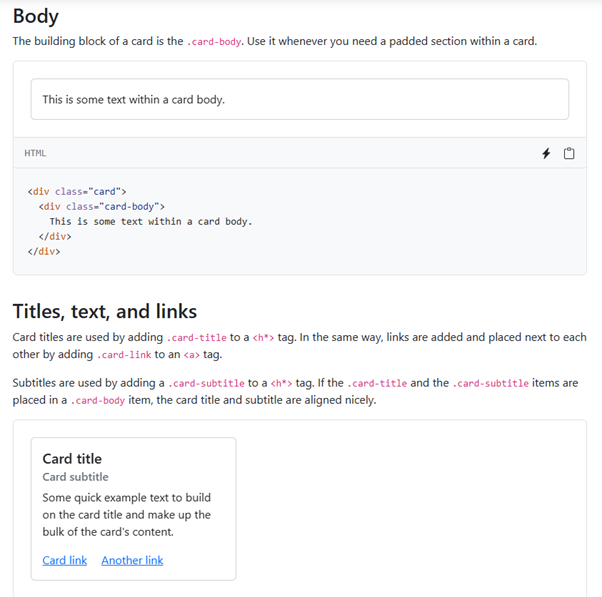 Body
The building block of a card is the .card-body. Use it whenever you need a padded section within a card.
This is some text within a card body.
HTML
<div class="card">
  <div class="card-body">
    This is some text within a card body.
  </div>
</div>
Titles, text, and links
Card titles are used by adding .card-title to a <h*> tag. In the same way, links are added and placed next to each
other by adding .card-link to an <a> tag.
Subtitles are used by adding a .card-subtitle to a <h*> tag. If the .card-title and the .card-subtitle items are
placed in a .card-body item, the card title and subtitle are aligned nicely.
Card title
Card subtitle
Some quick example text to build
on the card title and make up the
bulk of the card's content.
Card link Another link